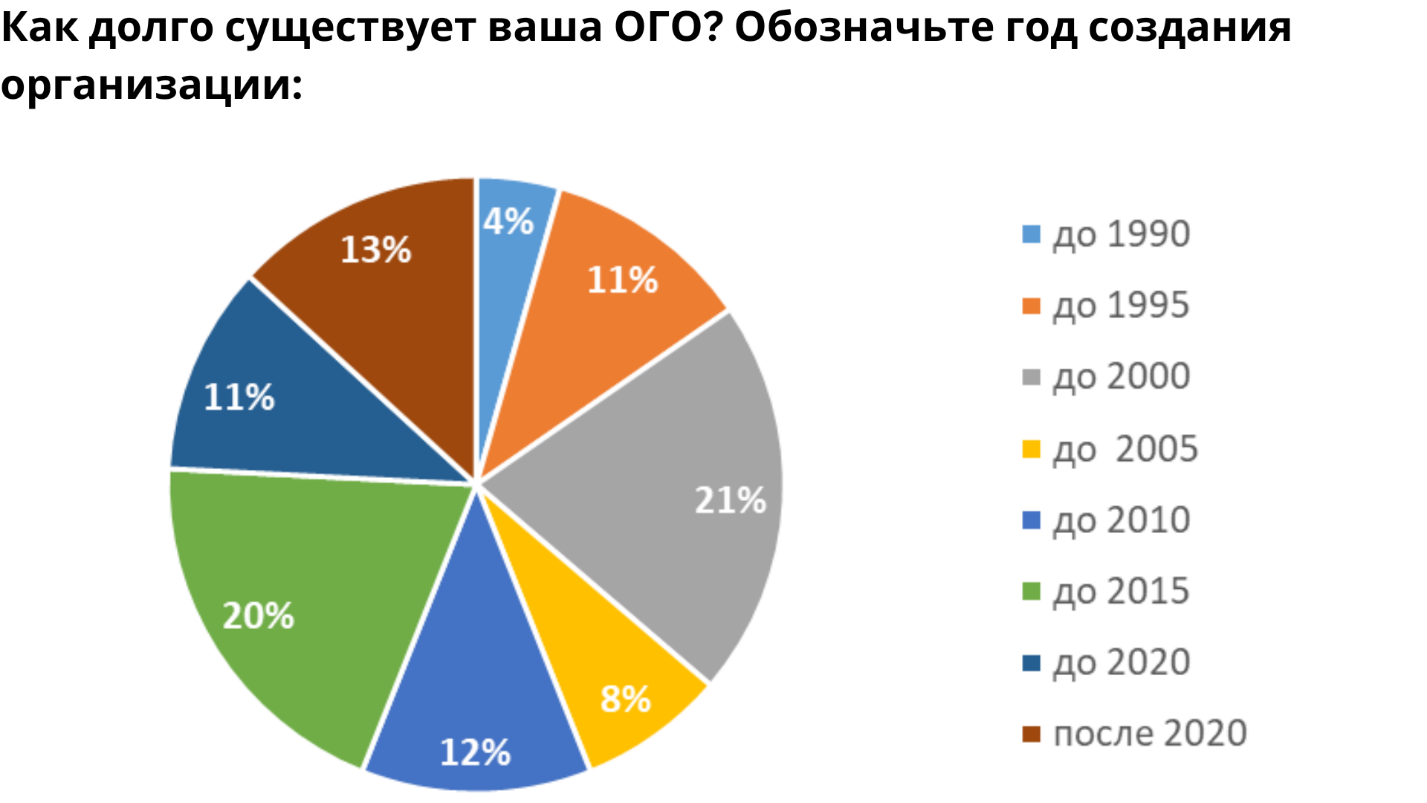 Как долго существует ваша ОГО? Обозначьте год создания
организации:
4%
11%
21%
8%
12%
20%
11%
13%
до 1990
до 1995
до 2000
до  2005
до 2010
до 2015
до 2020
после 2020